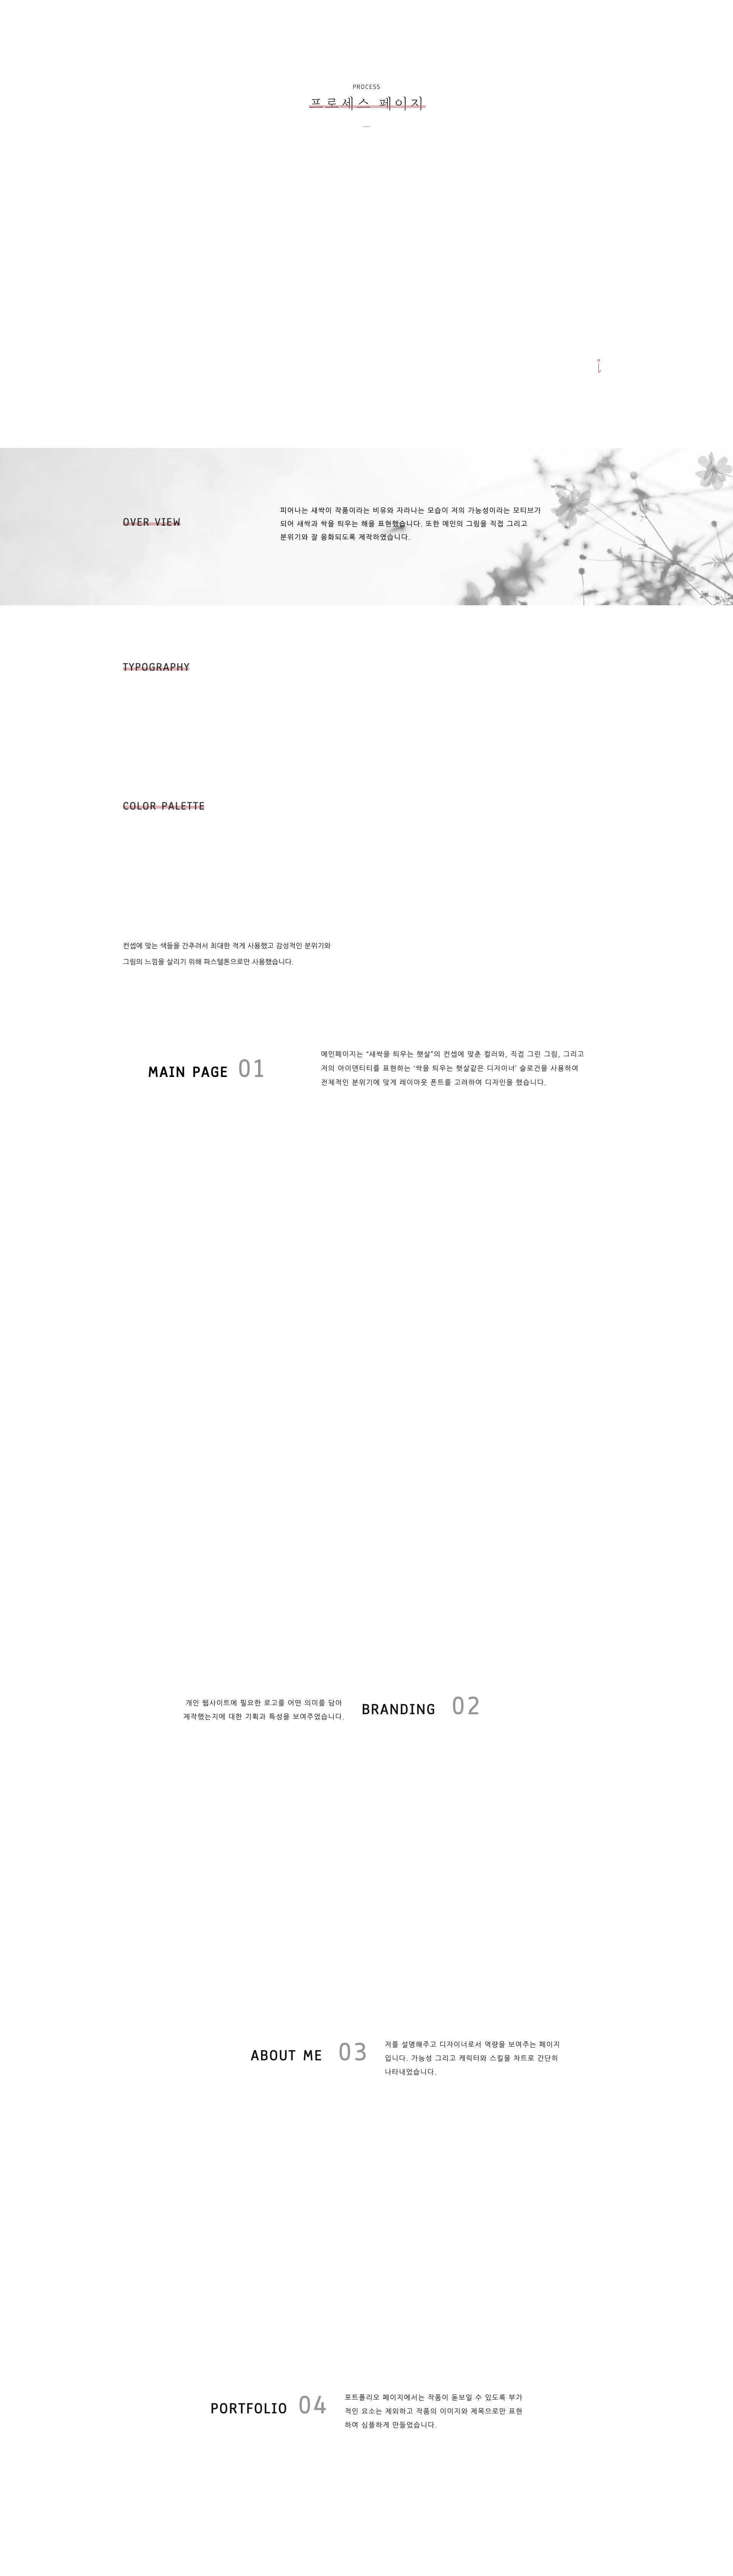 PROCESS
프로세스 페이지
OVER VIEW
피어나는 새싹이 작품이라는 비유와 자라나는 모습이 저의 가능성이라는 모티브가
되어 새싹과 싹을 틔우는 해을 표현했습니다. 또한 메인의 그림을 직접 그리고
분위기와 잘 융화되도록 제작하였습니다.
TYPOGRAPHY
COLOR PALETTE
컨셉에 맞는 색들을 간추려서 최대한 적게 사용했고 감성적인 분위기와
그림의 느낌을 살리기 위해 파스텔톤으로만 사용했습니다.
MAIN PAGE 01
메인페이지는 "새싹을 틔우는 햇살"의 컨셉에 맞춘 컬러와, 직접 그린 그림, 그리고
저의 아이덴티티를 표현하는 '싹을 틔우는 햇살같은 디자이너' 슬로건을 사용하여
전체적인 분위기에 맞게 레이아웃 폰트를 고려하여 디자인을 했습니다.
개인 웹사이트에 필요한 로고를 어떤 의미를 담아
제작했는지에 대한 기획과 특성을 보여주었습니다.
BRANDING 02
ABOUT ME 03
저를 설명해주고 디자이너로서 역량을 보여주는 페이지
입니다. 가능성 그리고 캐릭터와 스킬을 차트로 간단히
나타내었습니다.
PORTFOLIO 04
포트폴리오 페이지에서는 작품이 돋보일 수 있도록 부가
적인 요소는 제외하고 작품의 이미지와 제목으로만 표현
하여 심플하게 만들었습니다.